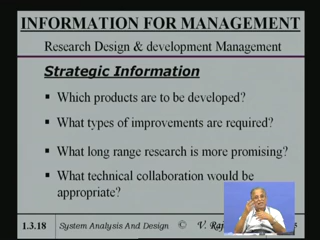 INFORMATION FOR MANAGEMENT
Research Design & development Management
Strategic Information
▪ Which products are to be developed?
▪ What types of improvements are required?
▪ What long range research is more promising?
▪ What technical collaboration would be
appropriate?
1.3.18 System Analysis And Design © V.